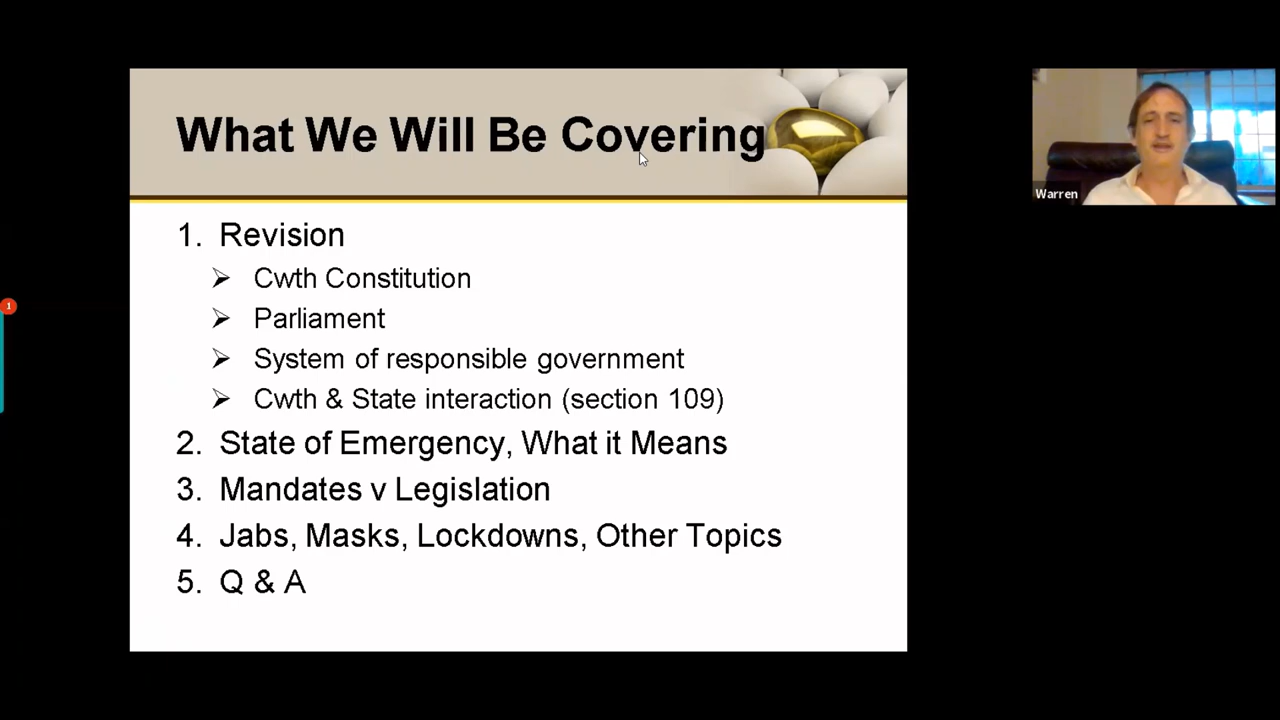 What We Will Be Covering
1. Revision
➢ Cwth Constitution
➢ Parliament
➢ System of responsible government
➢ Cwth & State interaction (section 109)
2. State of Emergency, What it Means
3. Mandates v Legislation
4. Jabs, Masks, Lockdowns, Other Topics
5. Q & A
Warren
1